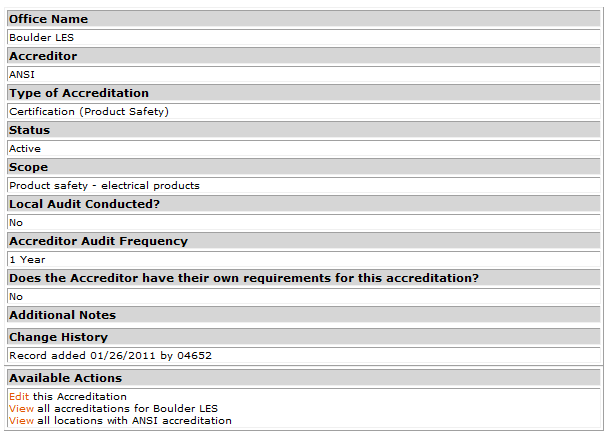 Office Name
Boulder LES
Accreditor
ANSI
Type of Accreditation
Certification (Product Safety)
Status
Active
Scope
Product safety - electrical products
Local Audit Conducted?
No
Accreditor Audit Frequency
1 Year
Does the Accreditor have their own requirements for this accreditation?
No
Additional Notes
Change History
Record added 01/26/2011 by 04652
Available Actions
Edit this Accreditation
View all accreditations for Boulder LES
View all locations with ANSI accreditation